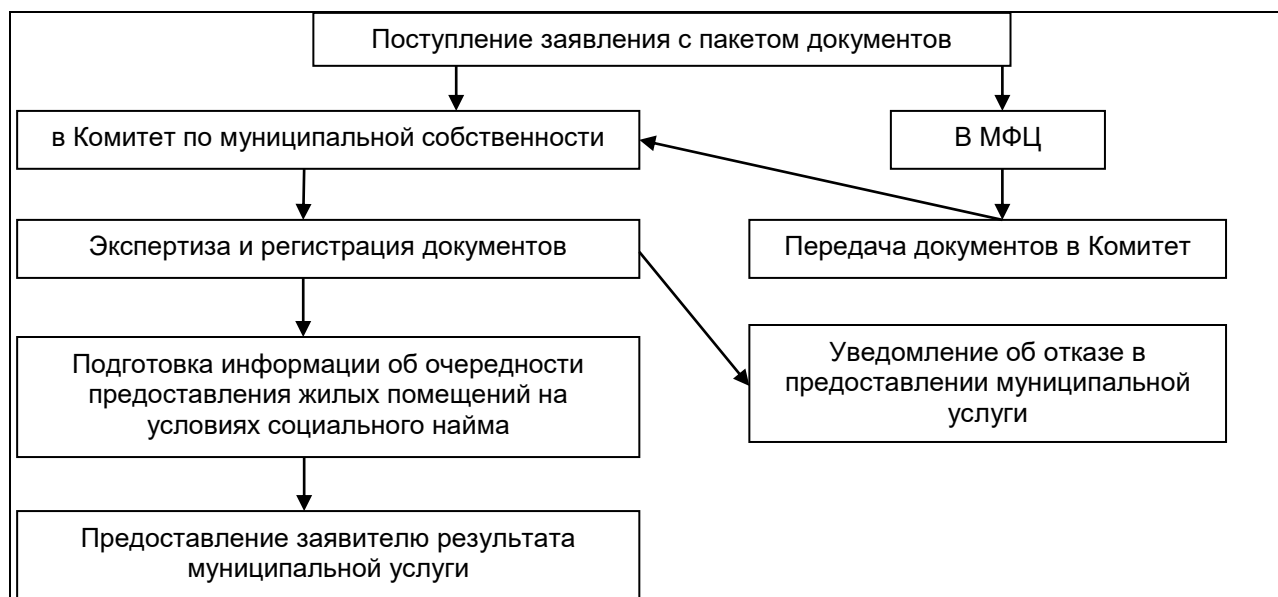 Поступление заявления с пакетом документов
в Комитет по муниципальной собственности
В МФЦ
Экспертиза и регистрация документов
Передача документов в Комитет
Подготовка информации об очередности
предоставления жилых помещений на
условиях социального найма
Уведомление об отказе в
предоставлении муниципальной
услуги
Предоставление заявителю результата
муниципальной услуги